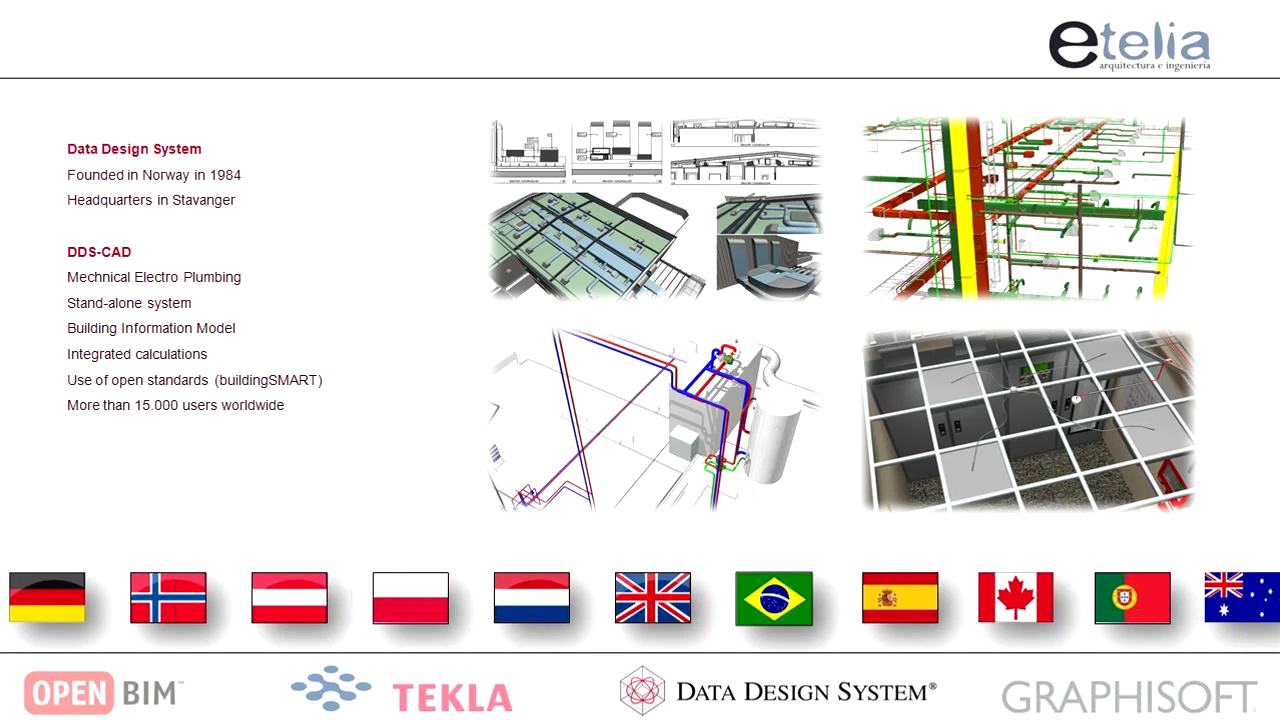 etelia
arquitectura e ingeniería
Data Design System
Founded in Norway in 1984
Headquarters in Stavanger
DDS-CAD
Mechnical Electro Plumbing
Stand-alone system
Building Information Model
Integrated calculations
Use of open standards (buildingSMART)
More than 15.000 users worldwide
OPEN BIM™
TEKLA
DATA DESIGN SYSTEM®
GRAPHISOFT.